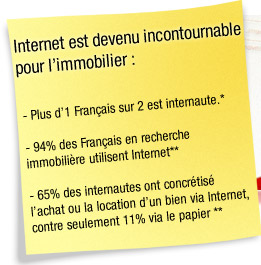 Internet est devenu incontournable
pour l'immobilier :
- Plus d'1 Français sur 2 est internaute.*
- 94% des Français en recherche
immobilière utilisent Internet**
- 65% des internautes ont concrétisé
l'achat ou la location d'un bien via Internet,
contre seulement 11% via le papier **